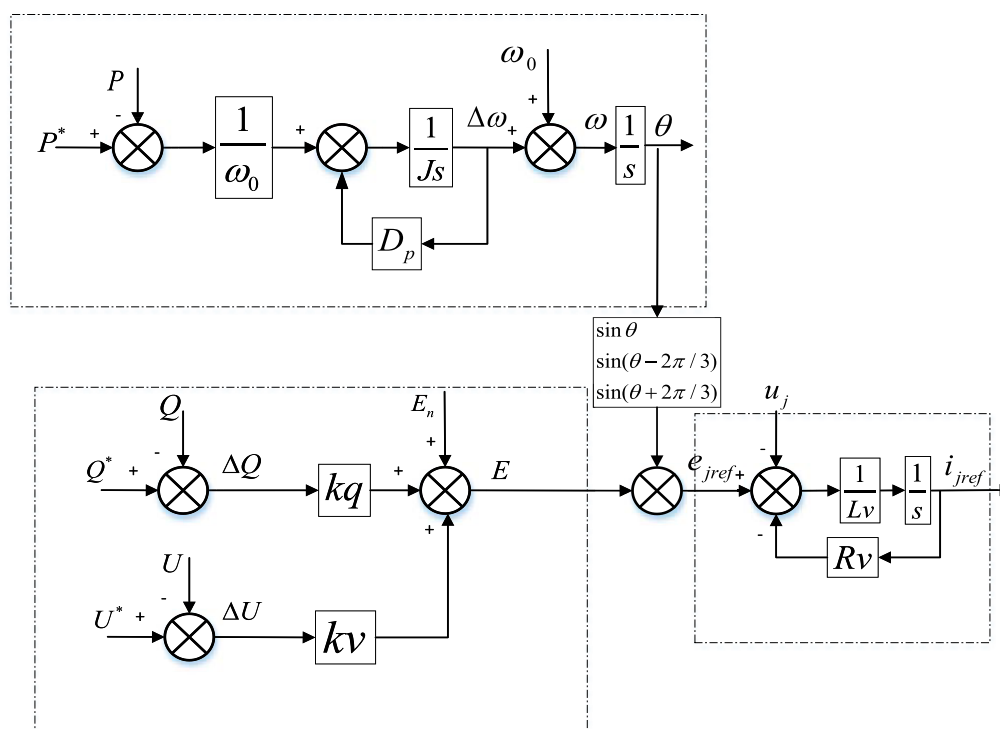 ω₀
P
P* + - 1/ω₀ + 1/Js Δω + + ω 1/s θ
Dₚ
sin θ
sin(θ − 2π / 3)
sin(θ + 2π / 3)
Q Eₙ uⱼ
Q* + - ΔQ kq + + E eⱼref + - 1/Lv 1/s iⱼref
+ - Rv
U
U* + - ΔU kv